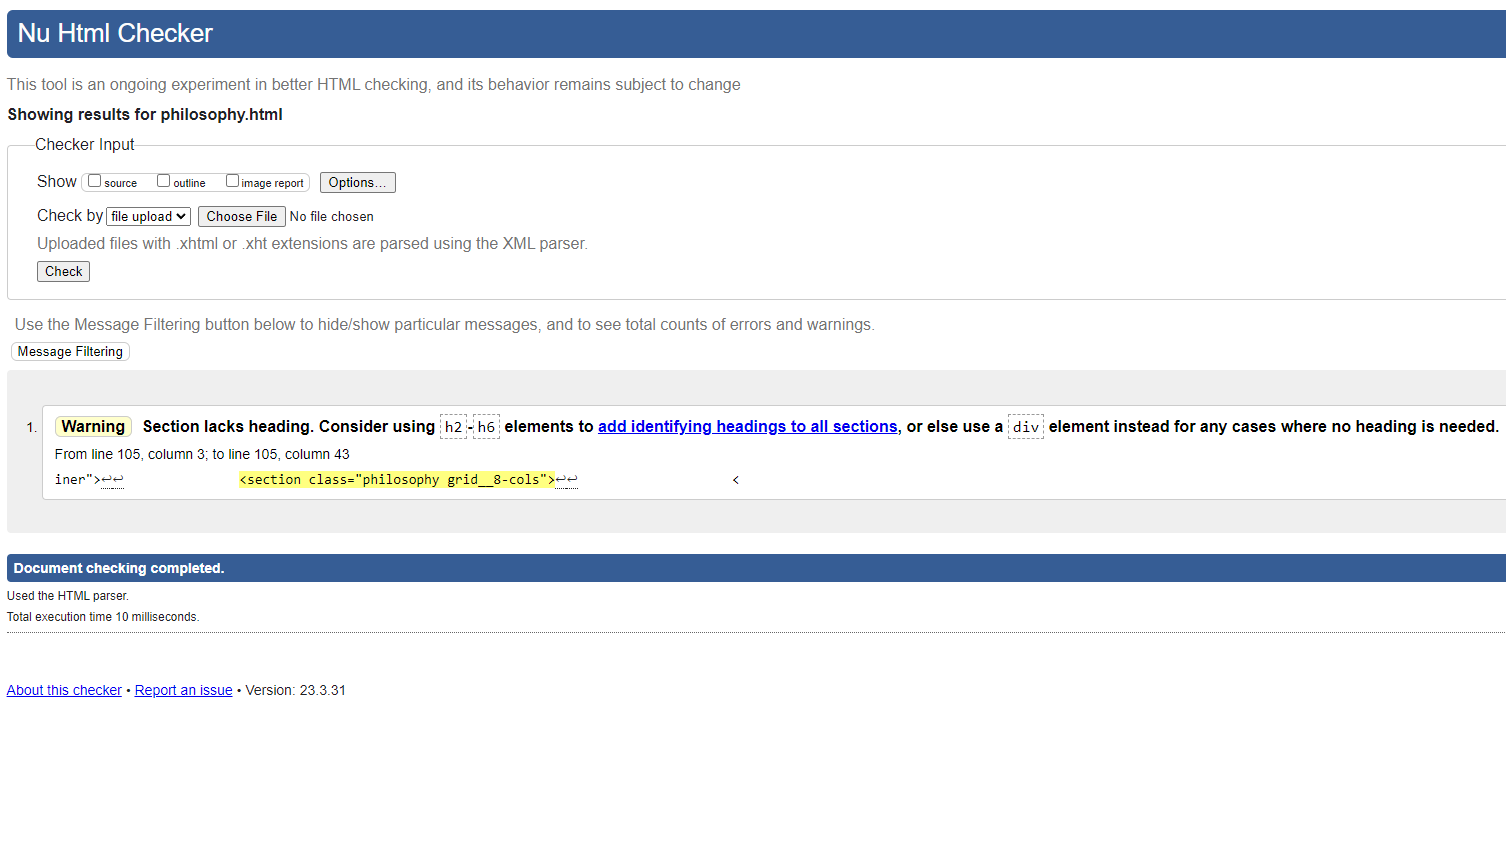 Nu Html Checker
This tool is an ongoing experiment in better HTML checking, and its behavior remains subject to change
Showing results for philosophy.html
Checker Input
Show source outline image report Options...
Check by file upload Choose File No file chosen
Uploaded files with .xhtml or .xht extensions are parsed using the XML parser.
Check
Use the Message Filtering button below to hide/show particular messages, and to see total counts of errors and warnings.
Message Filtering
1. Warning Section lacks heading. Consider using h2-h6 elements to add identifying headings to all sections, or else use a div element instead for any cases where no heading is needed.
From line 105, column 3; to line 105, column 43
iner">↩↩ <section class="philosophy grid__8-cols">↩↩ <
Document checking completed.
Used the HTML parser.
Total execution time 10 milliseconds.
About this checker • Report an issue • Version: 23.3.31